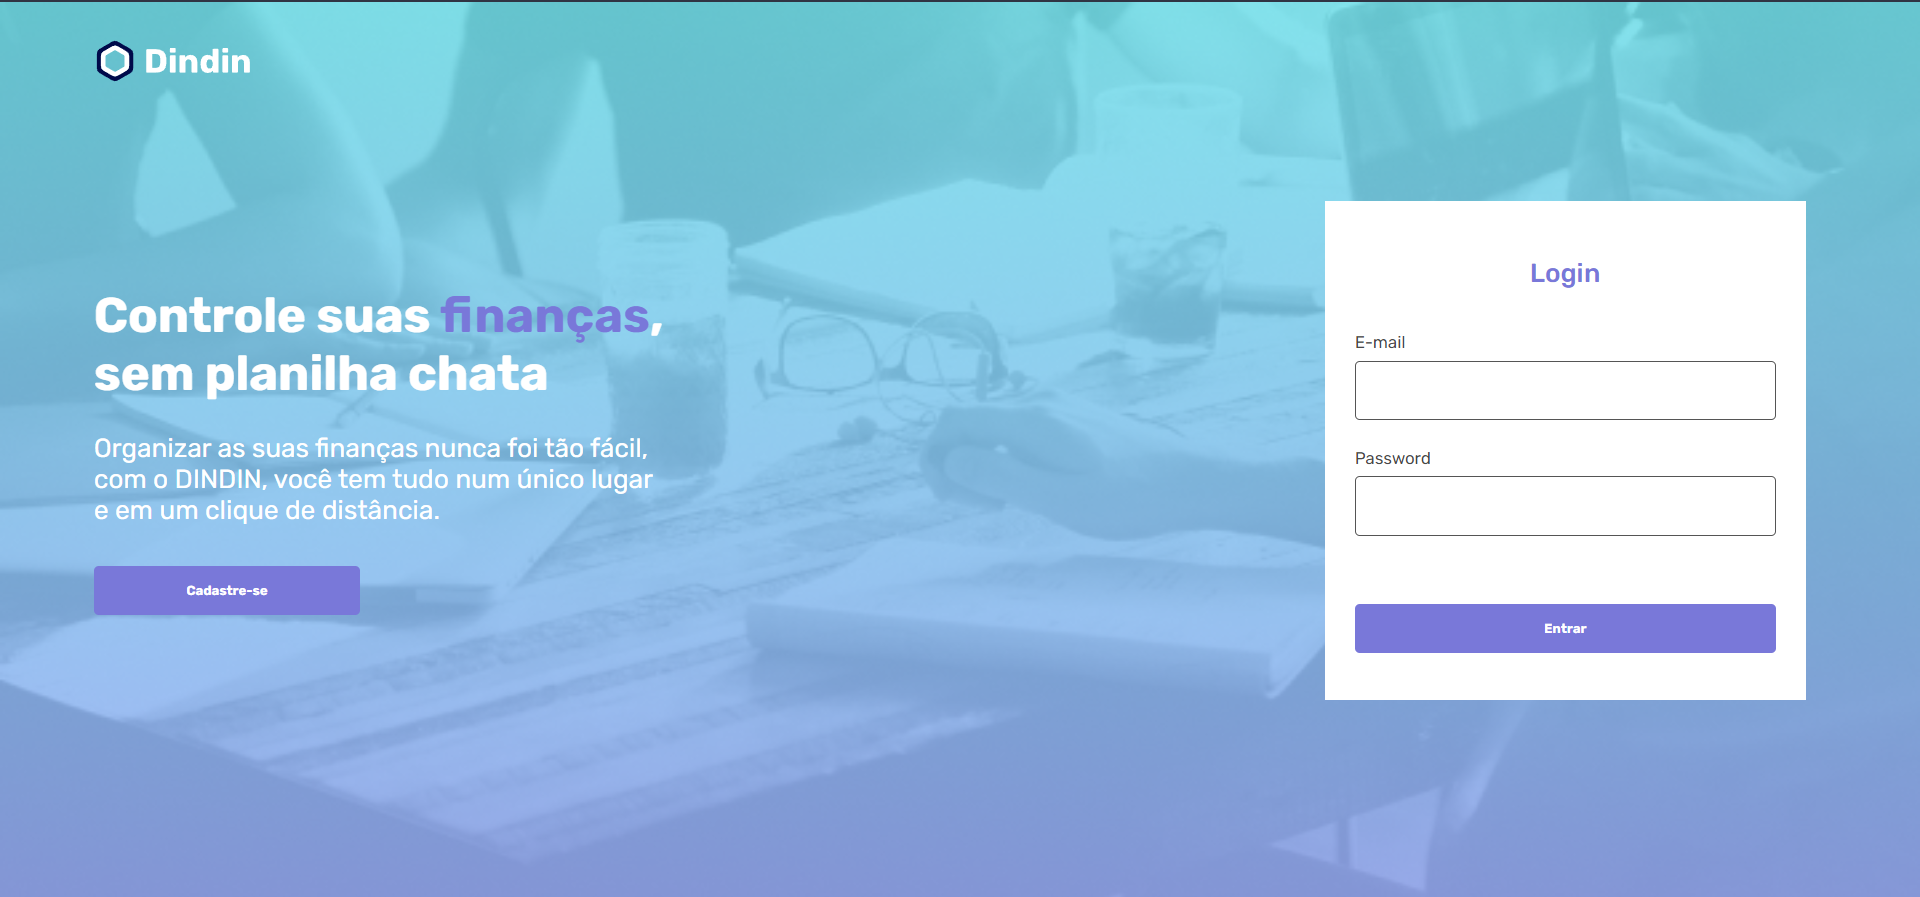 Dindin
Controle suas finanças,
sem planilha chata
Organizar as suas finanças nunca foi tão fácil,
com o DINDIN, você tem tudo num único lugar
e em um clique de distância.
Cadastre-se
Login
E-mail
Password
Entrar